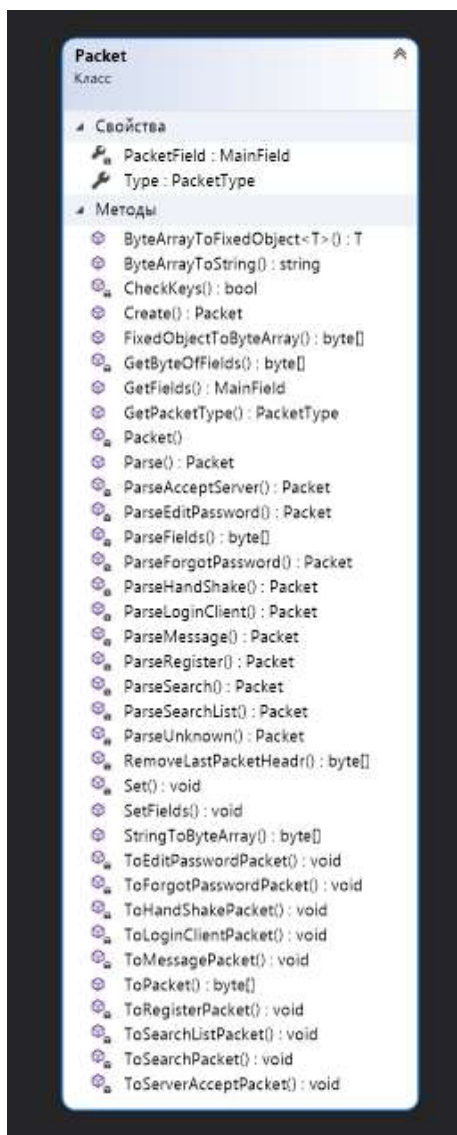 Packet
Класс
Свойства
PacketField : MainField
Type : PacketType
Методы
ByteArrayToFixedObject<T>() : T
ByteArrayToString() : string
CheckKeys() : bool
Create() : Packet
FixedObjectToByteArray() : byte[]
GetByteOfFields() : byte[]
GetFields() : MainField
GetPacketType() : PacketType
Packet()
Parse() : Packet
ParseAcceptServer() : Packet
ParseEditPassword() : Packet
ParseFields() : byte[]
ParseForgotPassword() : Packet
ParseHandShake() : Packet
ParseLoginClient() : Packet
ParseMessage() : Packet
ParseRegister() : Packet
ParseSearch() : Packet
ParseSearchList() : Packet
ParseUnknown() : Packet
RemoveLastPacketHeadr() : byte[]
Set() : void
SetFields() : void
StringToByteArray() : byte[]
ToEditPasswordPacket() : void
ToForgotPasswordPacket() : void
ToHandShakePacket() : void
ToLoginClientPacket() : void
ToMessagePacket() : void
ToPacket() : byte[]
ToRegisterPacket() : void
ToSearchListPacket() : void
ToSearchPacket() : void
ToServerAcceptPacket() : void